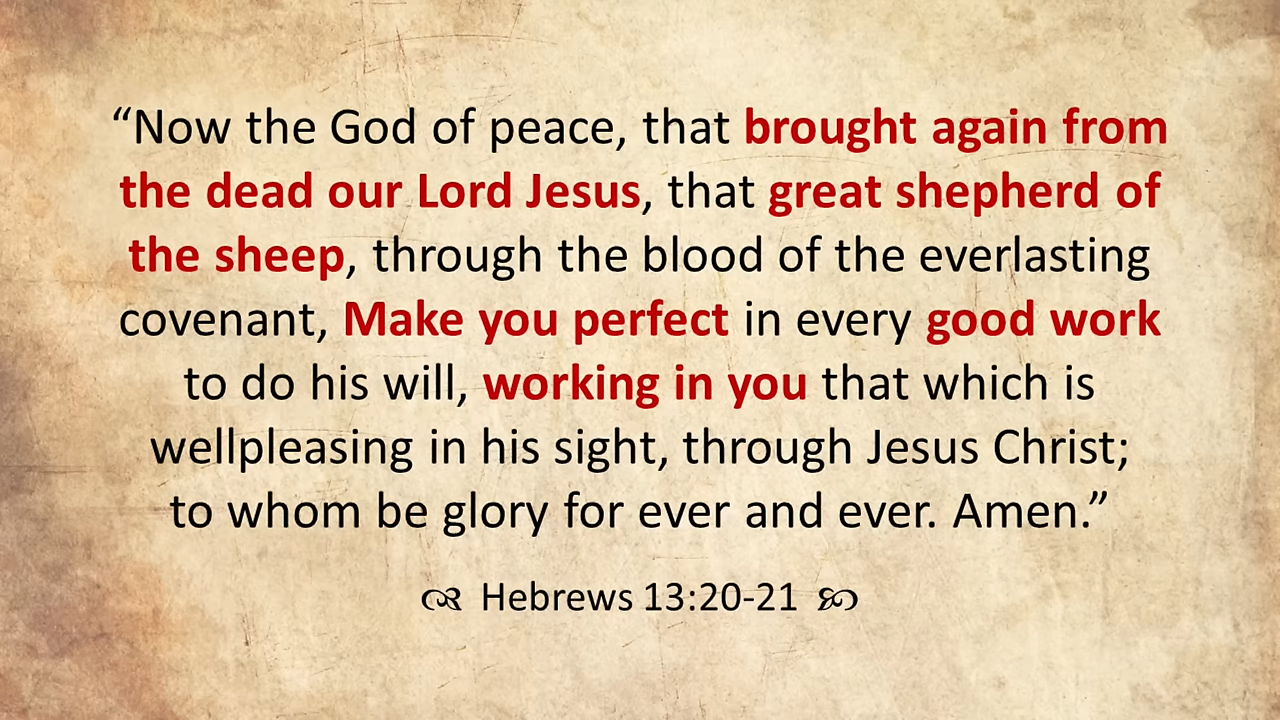 “Now the God of peace, that brought again from
the dead our Lord Jesus, that great shepherd of
the sheep, through the blood of the everlasting
covenant, Make you perfect in every good work
to do his will, working in you that which is
wellpleasing in his sight, through Jesus Christ;
to whom be glory for ever and ever. Amen.”
Hebrews 13:20-21